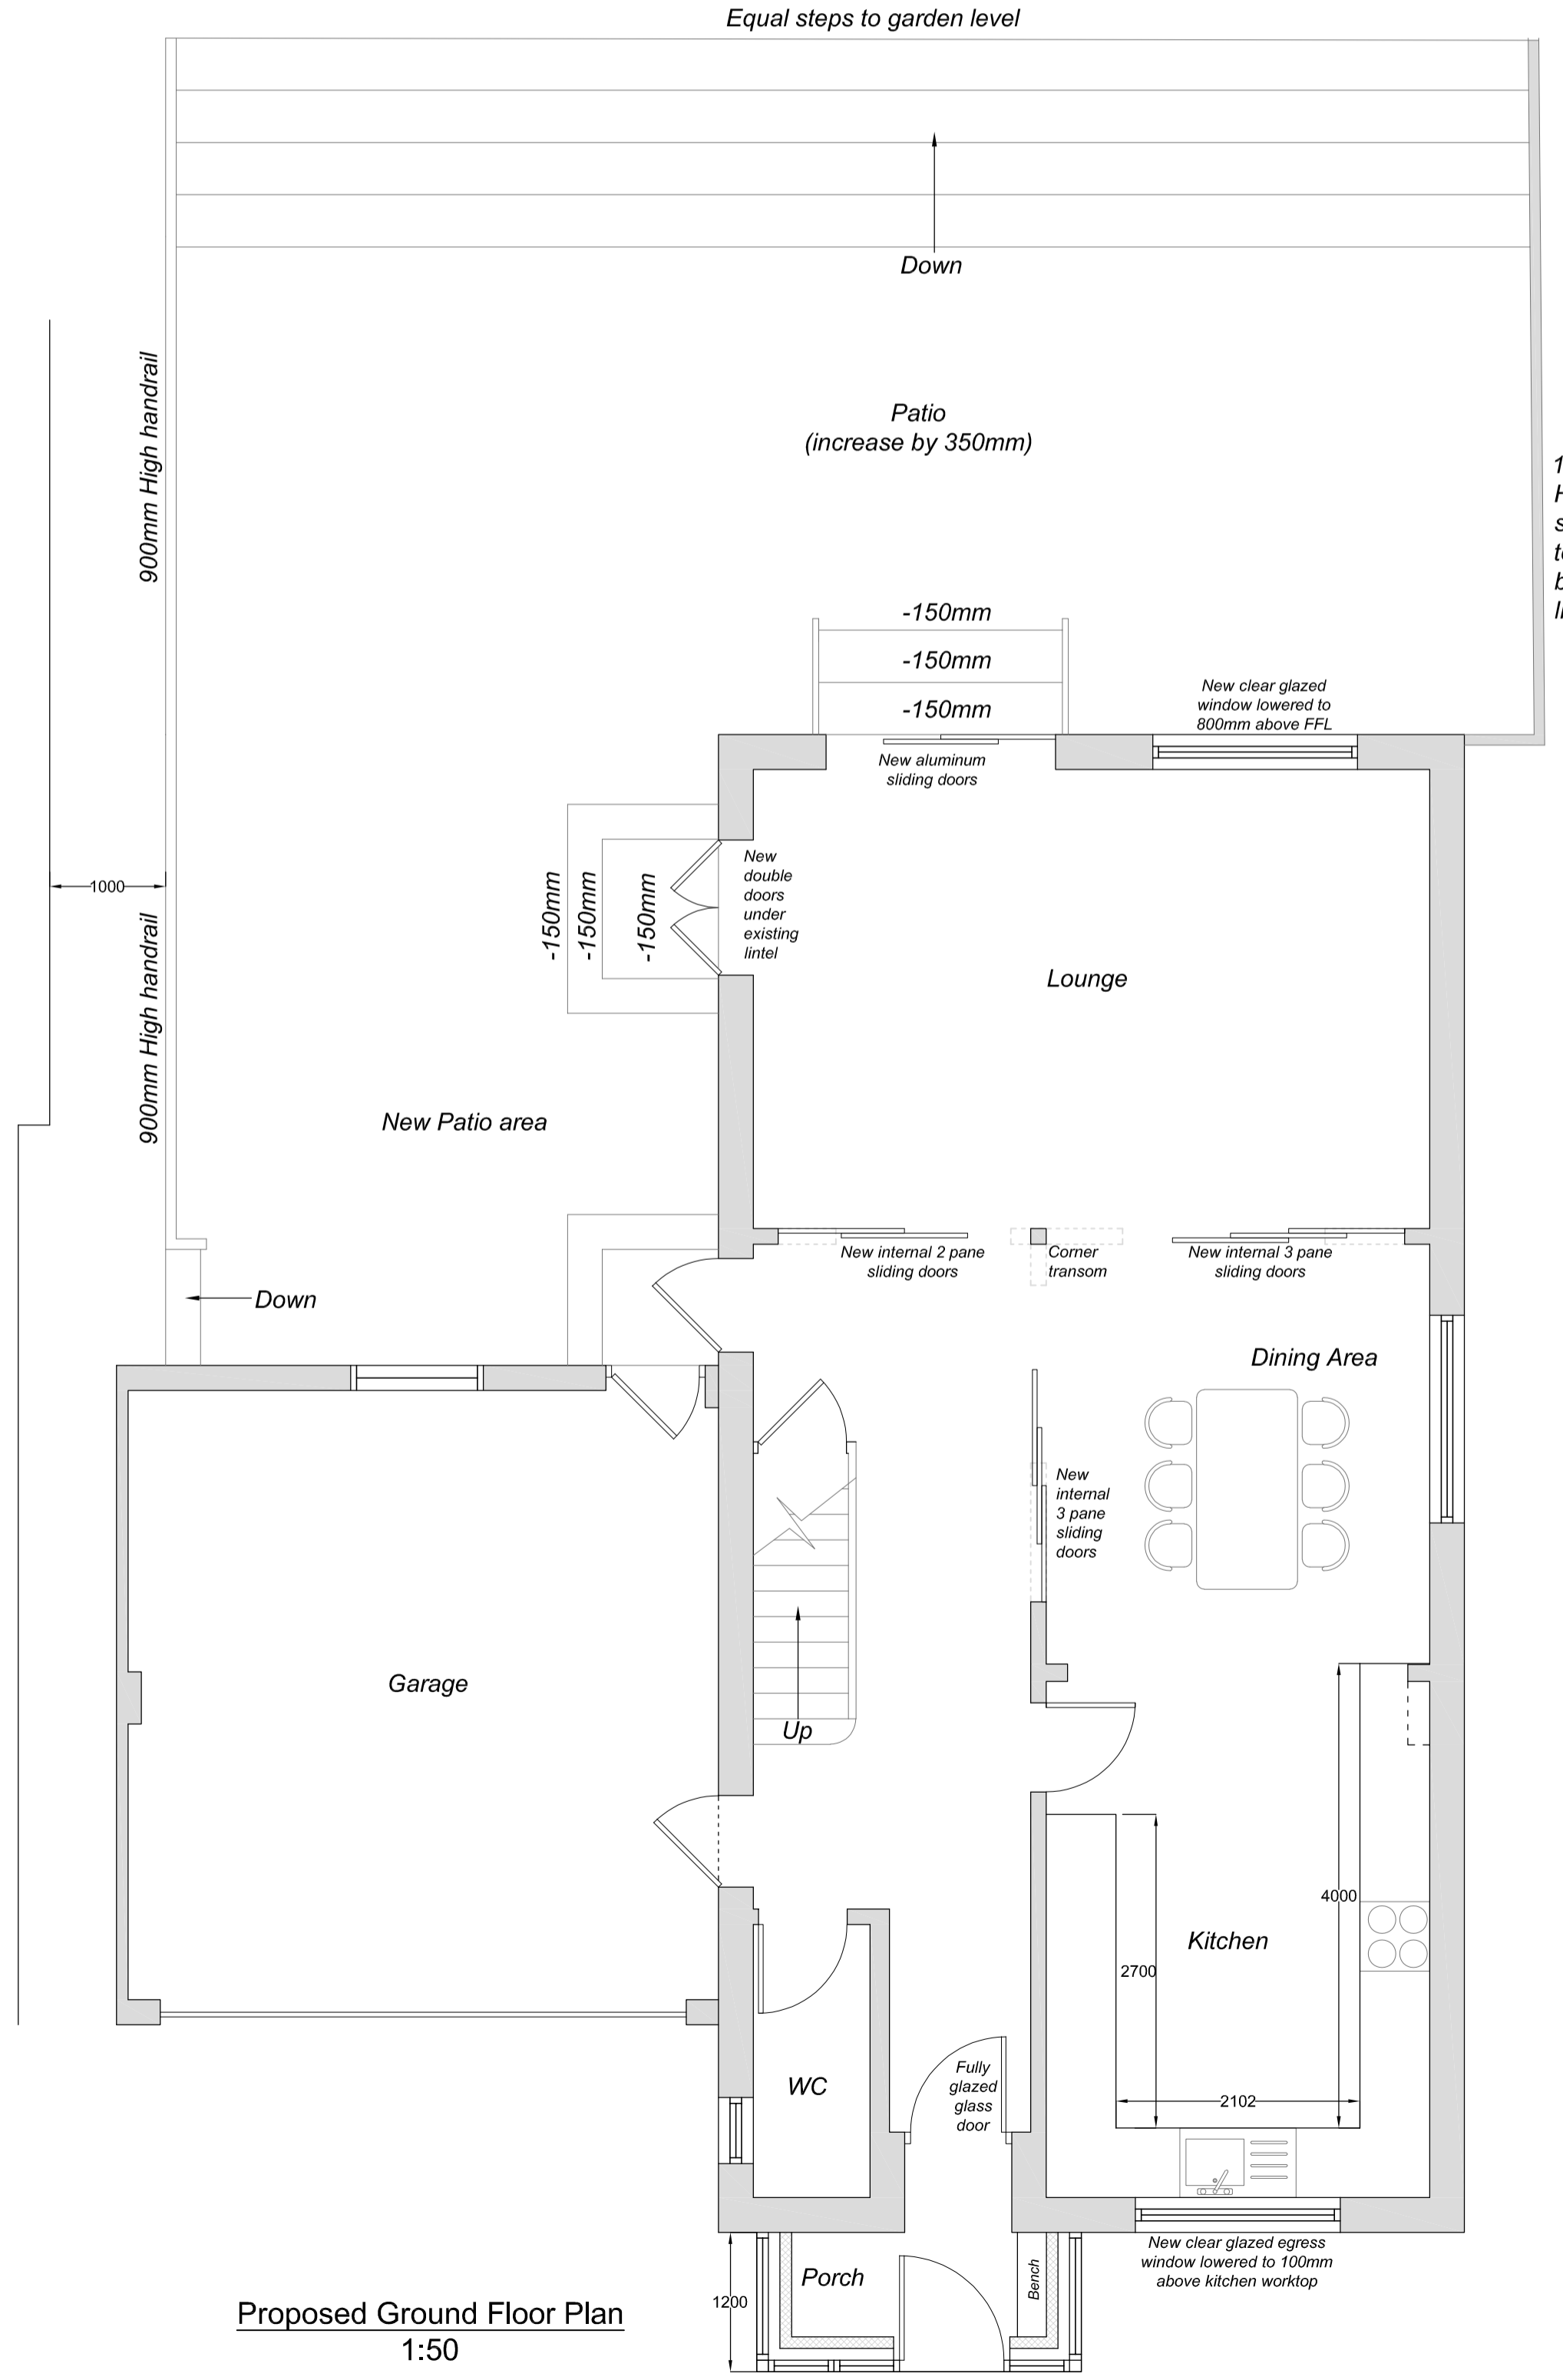 Equal steps to garden level
Down
900mm High handrail
Patio
(increase by 350mm)
-150mm
-150mm
-150mm
New clear glazed
window lowered to
800mm above FFL
New aluminum
sliding doors
1000
900mm High handrail
-150mm
-150mm
-150mm
New
double
doors
under
existing
lintel
Lounge
New Patio area
New internal 2 pane
sliding doors
Corner
transom
New internal 3 pane
sliding doors
Down
Dining Area
New
internal
3 pane
sliding
doors
Garage
Up
4000
Kitchen
2700
WC
Fully
glazed
glass
door
2102
New clear glazed egress
window lowered to 100mm
above kitchen worktop
Porch
Bench
1200
Proposed Ground Floor Plan
1:50